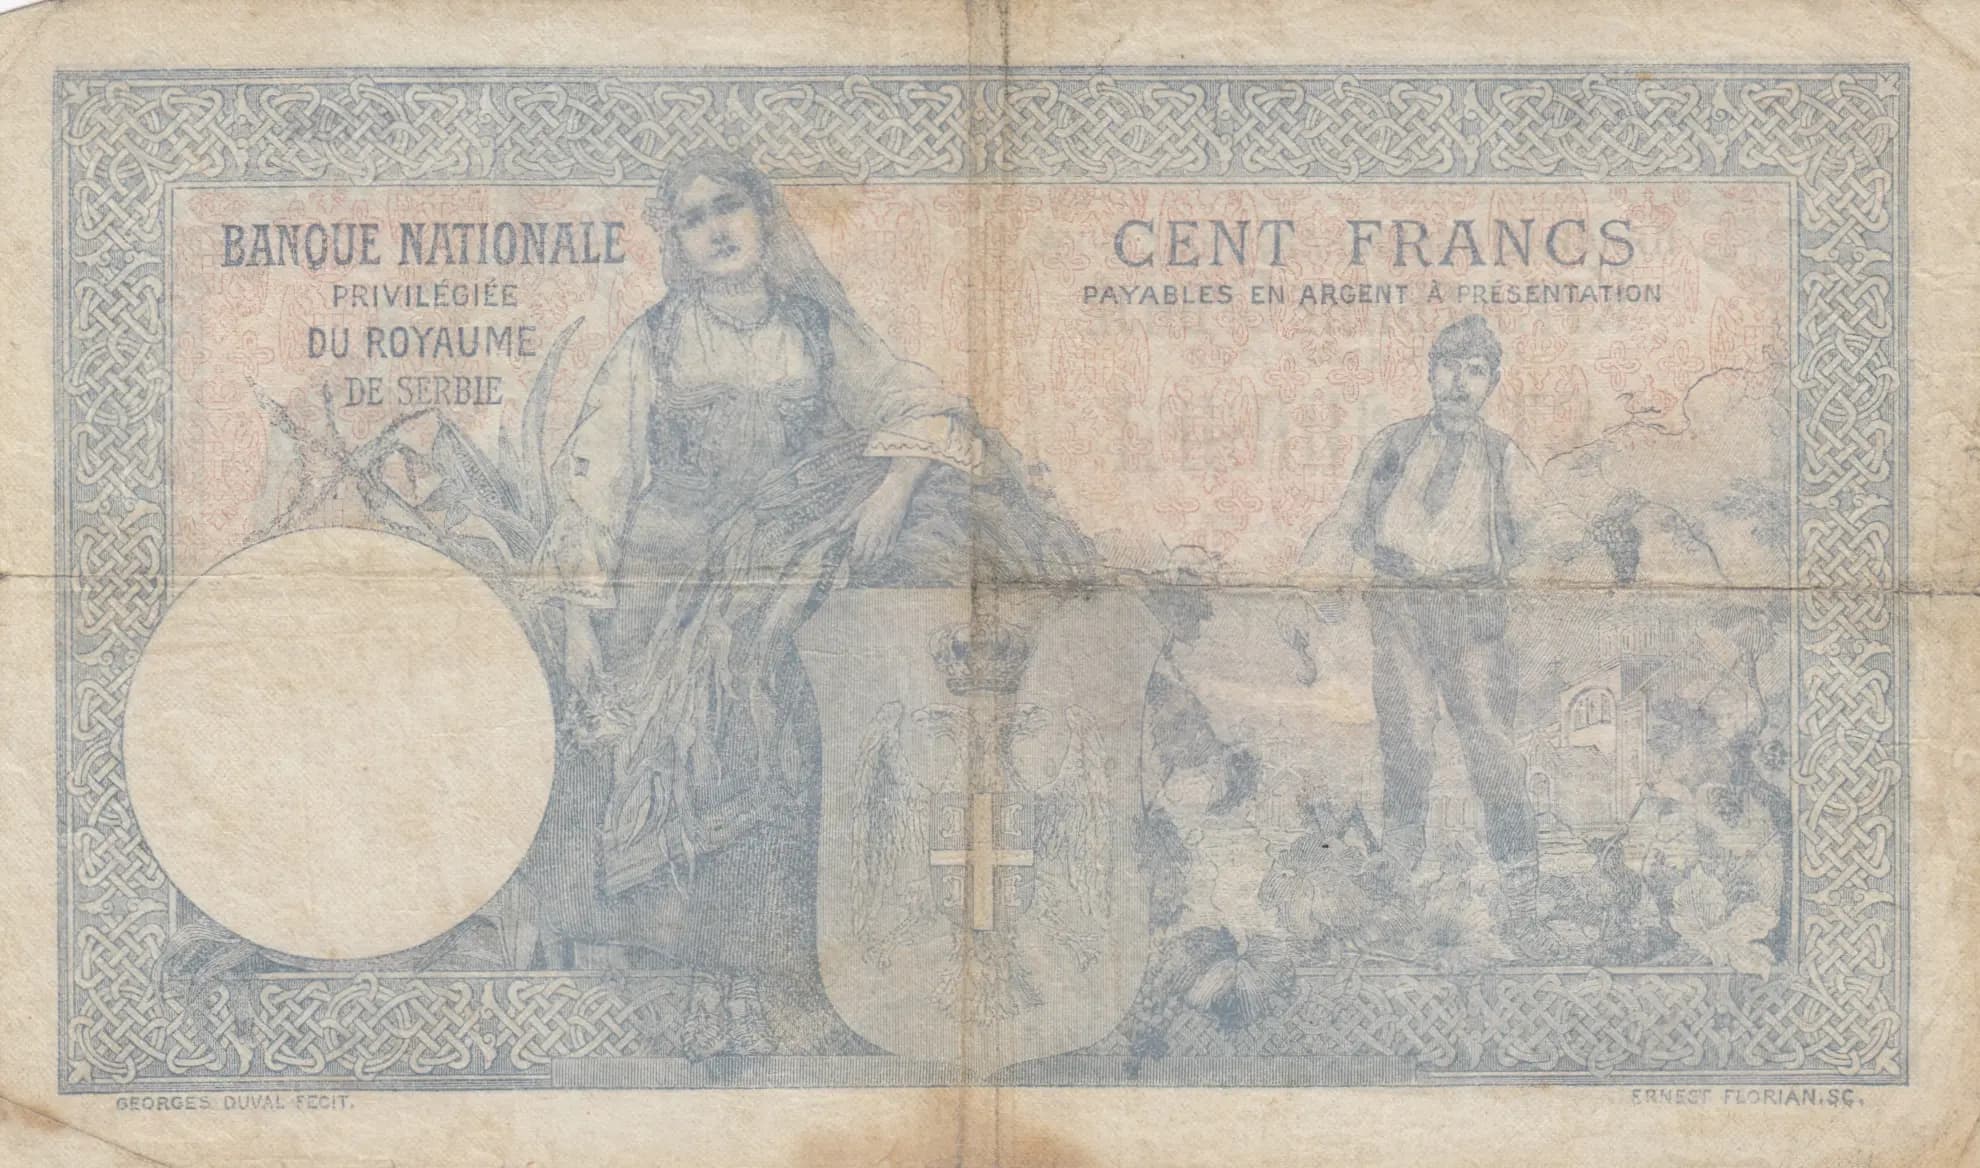 BANQUE NATIONALE
PRIVILÉGIÉE
DU ROYAUME
DE SERBIE
CENT FRANCS
PAYABLES EN ARGENT À PRÉSENTATION
GEORGES DUVAL FECIT.
ERNEST FLORIAN.SC.